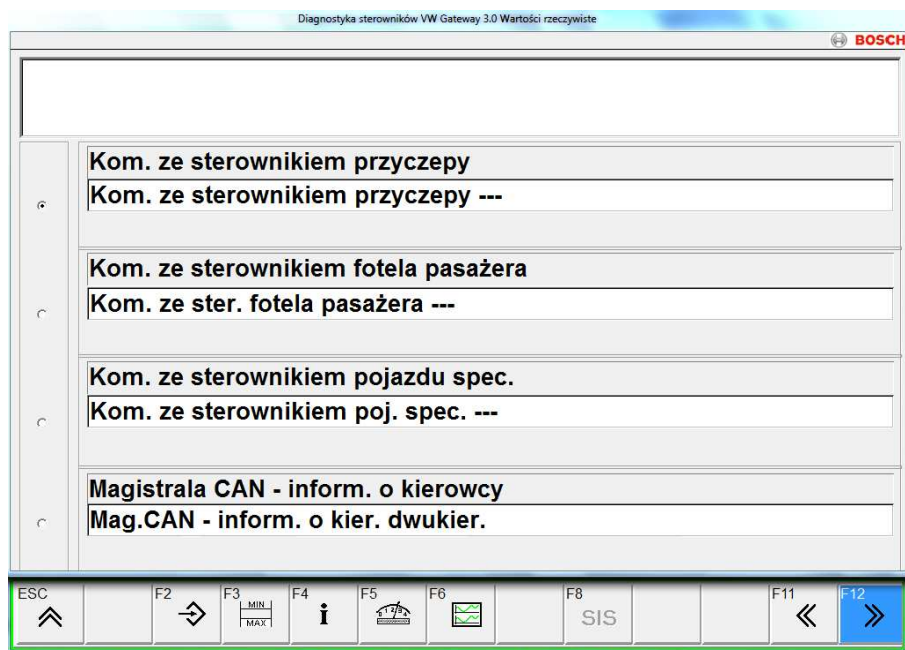 Diagnostyka sterowników VW Gateway 3.0 Wartości rzeczywiste
BOSCH
Kom. ze sterownikiem przyczepy
Kom. ze sterownikiem przyczepy ---
Kom. ze sterownikiem fotela pasażera
Kom. ze ster. fotela pasażera ---
Kom. ze sterownikiem pojazdu spec.
Kom. ze sterownikiem poj. spec. ---
Magistrala CAN - inform. o kierowcy
Mag.CAN - inform. o kier. dwukier.
ESC F2 F3 MIN MAX F4 i F5 F6 F8 SIS F11 F12